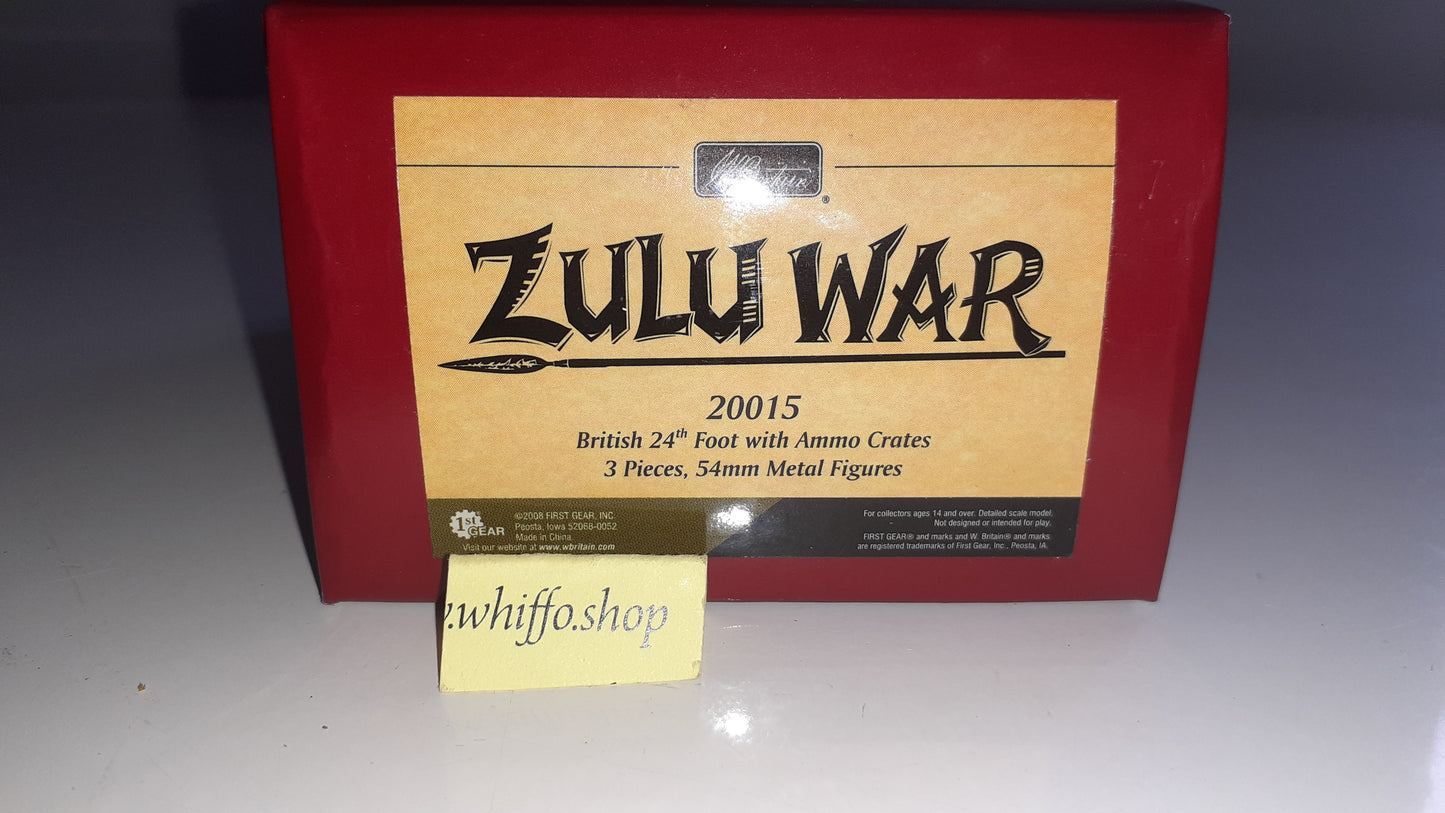 W Britain®
ZULU WAR
20015
British 24th Foot with Ammo Crates
3 Pieces, 54mm Metal Figures
1st GEAR
©2008 FIRST GEAR, INC.
Peosta, Iowa 52068-0052
Made in China
Visit our website at www.wbritain.com
For collectors ages 14 and over. Detailed scale model.
Not designed or intended for play.
FIRST GEAR® and marks and W. Britain® and marks
are registered trademarks of First Gear, Inc., Peosta, IA.
.whiffo.shop